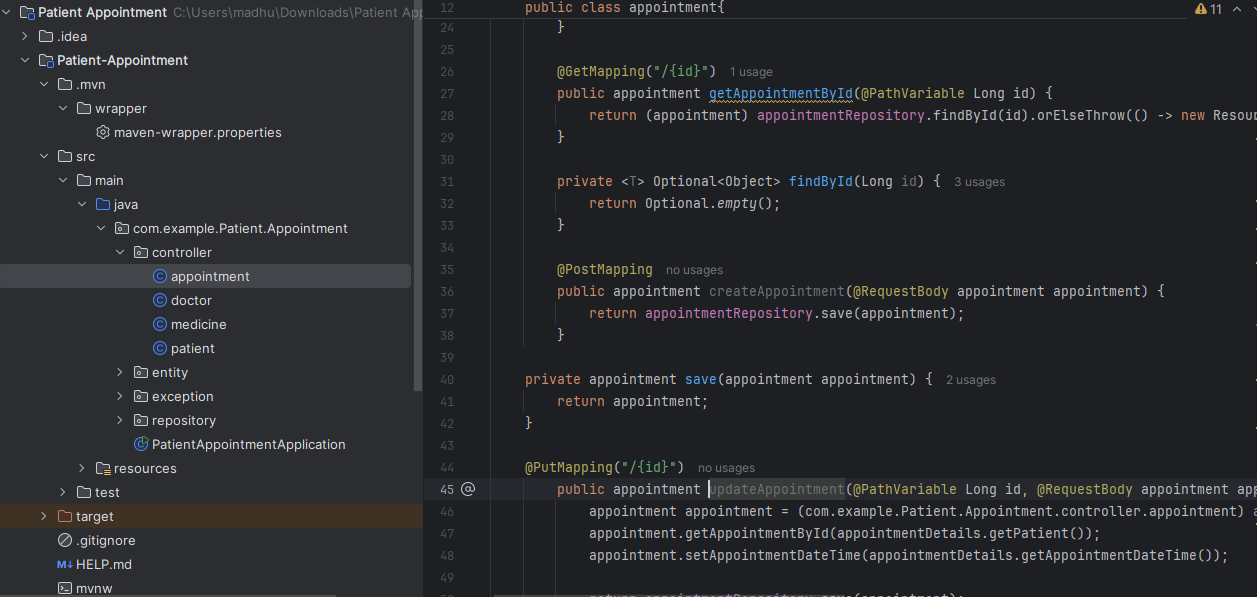 Patient Appointment C:\Users\madhu\Downloads\Patient Ap
.idea
Patient-Appointment
.mvn
wrapper
maven-wrapper.properties
src
main
java
com.example.Patient.Appointment
controller
appointment
doctor
medicine
patient
entity
exception
repository
PatientAppointmentApplication
resources
test
target
.gitignore
M↓ HELP.md
mvnw
12 public class appointment{
11
24 }
25
26 @GetMapping("/{id}") 1 usage
27 public appointment getAppointmentById(@PathVariable Long id) {
28 return (appointment) appointmentRepository.findById(id).orElseThrow(() -> new Resou
29 }
30
31 private <T> Optional<Object> findById(Long id) { 3 usages
32 return Optional.empty();
33 }
34
35 @PostMapping no usages
36 public appointment createAppointment(@RequestBody appointment appointment) {
37 return appointmentRepository.save(appointment);
38 }
39
40 private appointment save(appointment appointment) { 2 usages
41 return appointment;
42 }
43
44 @PutMapping("/{id}") no usages
45 @ public appointment updateAppointment(@PathVariable Long id, @RequestBody appointment app
46 appointment appointment = (com.example.Patient.Appointment.controller.appointment) a
47 appointment.getAppointmentById(appointmentDetails.getPatient());
48 appointment.setAppointmentDateTime(appointmentDetails.getAppointmentDateTime());
49